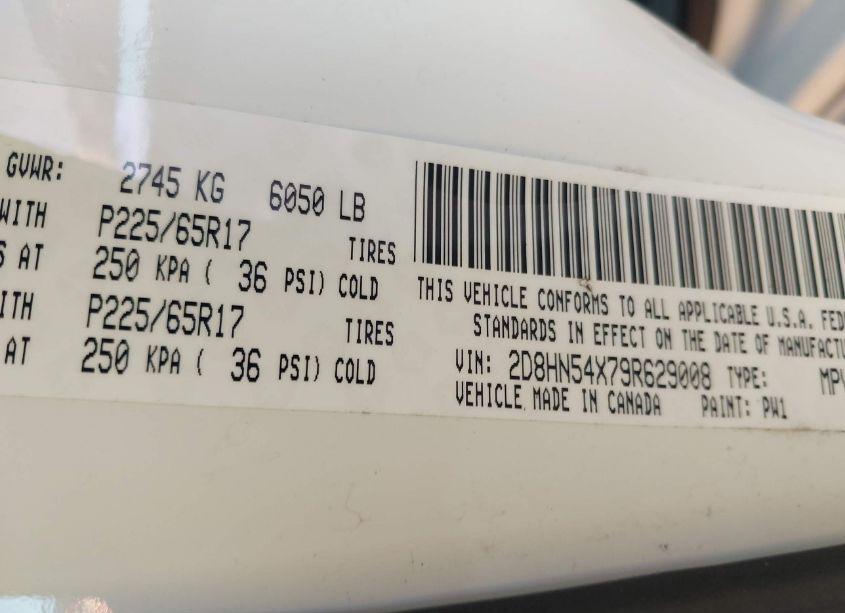 GVWR: 2745 KG 6050 LB
WITH P225/65R17 TIRES
S AT 250 KPA ( 36 PSI) COLD
ITH P225/65R17 TIRES
AT 250 KPA ( 36 PSI) COLD
THIS VEHICLE CONFORMS TO ALL APPLICABLE U.S.A. FEDE
STANDARDS IN EFFECT ON THE DATE OF MANUFACTU
VIN: 2D8HN54X79R629008 TYPE: MPV
VEHICLE MADE IN CANADA PAINT: PW1